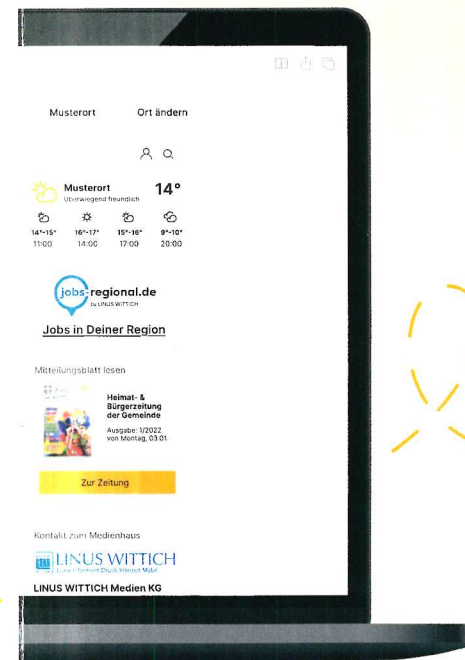 Musterort Ort ändern
Musterort 14°
Überwiegend freundlich
14°-15° 16°-17° 15°-16° 9°-10°
11:00 14:00 17:00 20:00
jobs-regional.de
by LINUS WITTICH
Jobs in Deiner Region
Mitteilungsblatt lesen
Heimat- &
Bürgerzeitung
der Gemeinde
Ausgabe: 1/2022
von Montag, 03.01.
Zur Zeitung
Kontakt zum Medienhaus
LINUS WITTICH
Druck Internet Mobil
LINUS WITTICH Medien KG